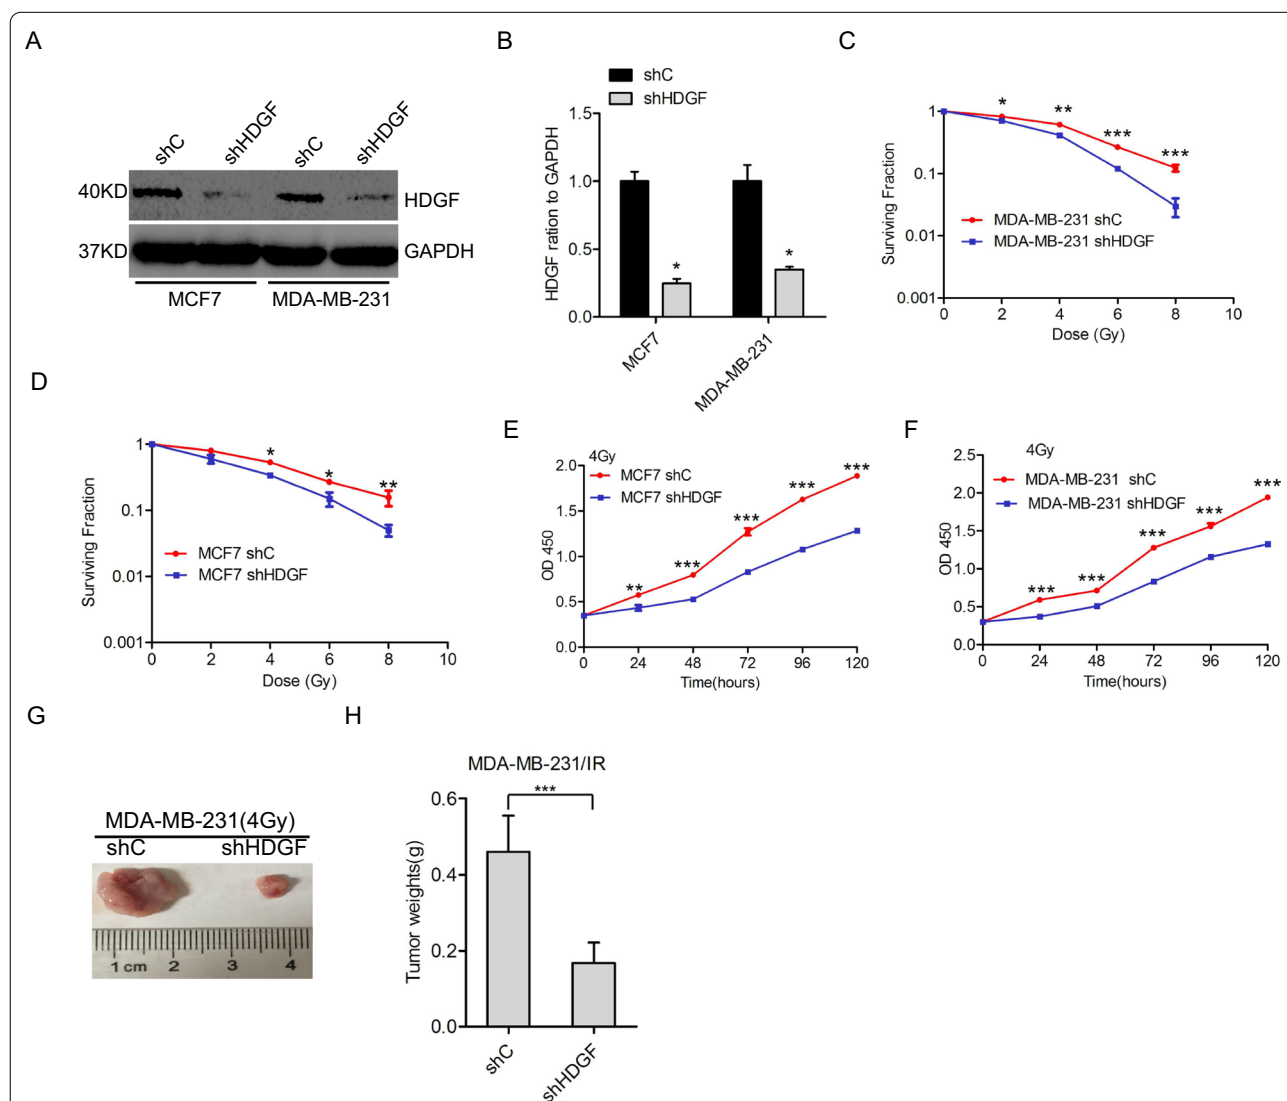 A
shC
shHDGF
shC
shHDGF
40KD
HDGF
37KD
GAPDH
MCF7
MDA-MB-231
B
shC
shHDGF
HDGF ration to GAPDH
1.5
1.0
0.5
0.0
*
*
MCF7
MDA-MB-231
C
Surviving Fraction
1
0.1
0.01
0.001
* ** *** ***
MDA-MB-231 shC
MDA-MB-231 shHDGF
0 2 4 6 8 10
Dose (Gy)
D
Surviving Fraction
1
0.1
0.01
0.001
* * **
MCF7 shC
MCF7 shHDGF
0 2 4 6 8 10
Dose (Gy)
E
4Gy
MCF7 shC
MCF7 shHDGF
OD 450
2.0
1.5
1.0
0.5
0.0
** *** *** *** ***
0 24 48 72 96 120
Time(hours)
F
4Gy
MDA-MB-231 shC
MDA-MB-231 shHDGF
OD 450
2.5
2.0
1.5
1.0
0.5
0.0
*** *** *** *** ***
0 24 48 72 96 120
Time(hours)
G
MDA-MB-231(4Gy)
shC shHDGF
1 cm 2 3 4
H
MDA-MB-231/IR
***
Tumor weights(g)
0.6
0.4
0.2
0.0
shC
shHDGF